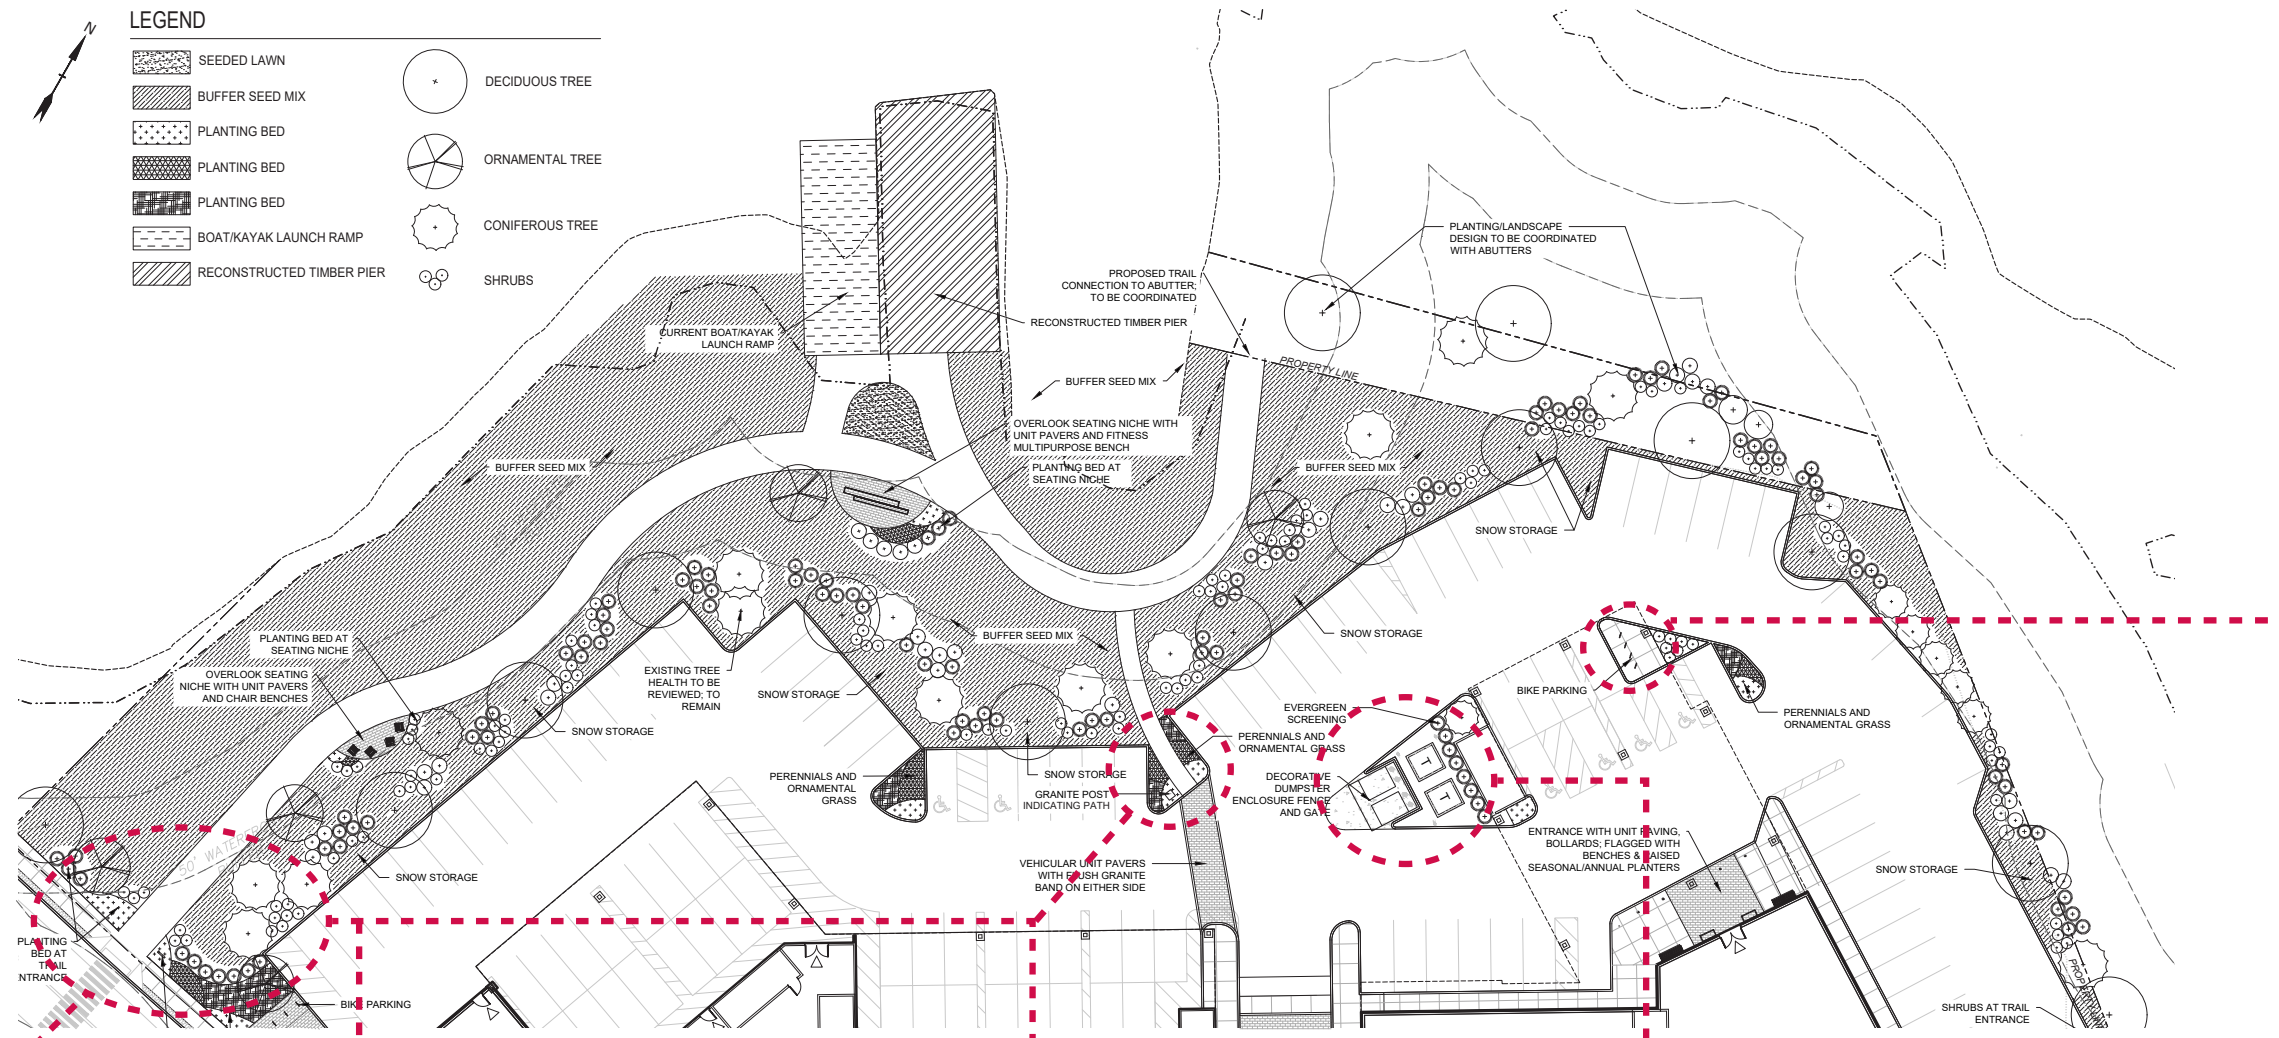 N
LEGEND
SEEDED LAWN
BUFFER SEED MIX
PLANTING BED
PLANTING BED
PLANTING BED
BOAT/KAYAK LAUNCH RAMP
RECONSTRUCTED TIMBER PIER
DECIDUOUS TREE
ORNAMENTAL TREE
CONIFEROUS TREE
SHRUBS
PLANTING/LANDSCAPE
DESIGN TO BE COORDINATED
WITH ABUTTERS
PROPOSED TRAIL
CONNECTION TO ABUTTER;
TO BE COORDINATED
RECONSTRUCTED TIMBER PIER
CURRENT BOAT/KAYAK
LAUNCH RAMP
PROPERTY LINE
BUFFER SEED MIX
OVERLOOK SEATING NICHE WITH
UNIT PAVERS AND FITNESS
MULTIPURPOSE BENCH
PLANTING BED AT
SEATING NICHE
BUFFER SEED MIX
BUFFER SEED MIX
SNOW STORAGE
SNOW STORAGE
PLANTING BED AT
SEATING NICHE
OVERLOOK SEATING
NICHE WITH UNIT PAVERS
AND CHAIR BENCHES
BUFFER SEED MIX
EXISTING TREE
HEALTH TO BE
REVIEWED; TO
REMAIN
SNOW STORAGE
SNOW STORAGE
BIKE PARKING
EVERGREEN
SCREENING
PERENNIALS AND
ORNAMENTAL GRASS
PERENNIALS AND
ORNAMENTAL GRASS
SNOW STORAGE
PERENNIALS AND
ORNAMENTAL
GRASS
GRANITE POST
INDICATING PATH
DECORATIVE
DUMPSTER
ENCLOSURE FENCE
AND GATE
T
T
ENTRANCE WITH UNIT PAVING,
BOLLARDS; FLAGGED WITH
BENCHES & RAISED
SEASONAL/ANNUAL PLANTERS
VEHICULAR UNIT PAVERS
WITH FLUSH GRANITE
BAND ON EITHER SIDE
SNOW STORAGE
SNOW STORAGE
50' WATERC
PLANTING
BED AT
TRAIL
NTRANCE
BIKE PARKING
SHRUBS AT TRAIL
ENTRANCE